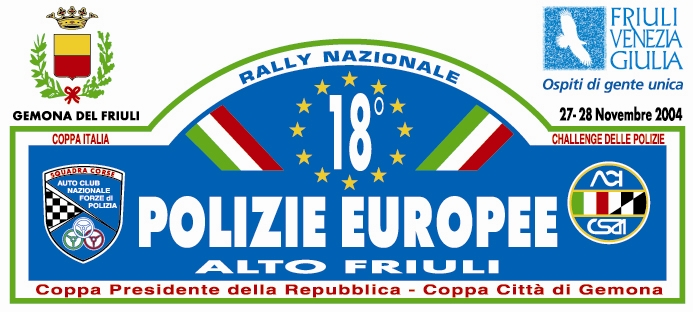 FRIULI
VENEZIA
GIULIA
Ospiti di gente unica
GEMONA DEL FRIULI
27-28 Novembre 2004
RALLY NAZIONALE
18°
COPPA ITALIA
CHALLENGE DELLE POLIZIE
SQUADRA CORSE
AUTO CLUB
NAZIONALE
FORZE di
POLIZIA
ACI
CSAI
POLIZIE EUROPEE
ALTO FRIULI
Coppa Presidente della Repubblica - Coppa Città di Gemona